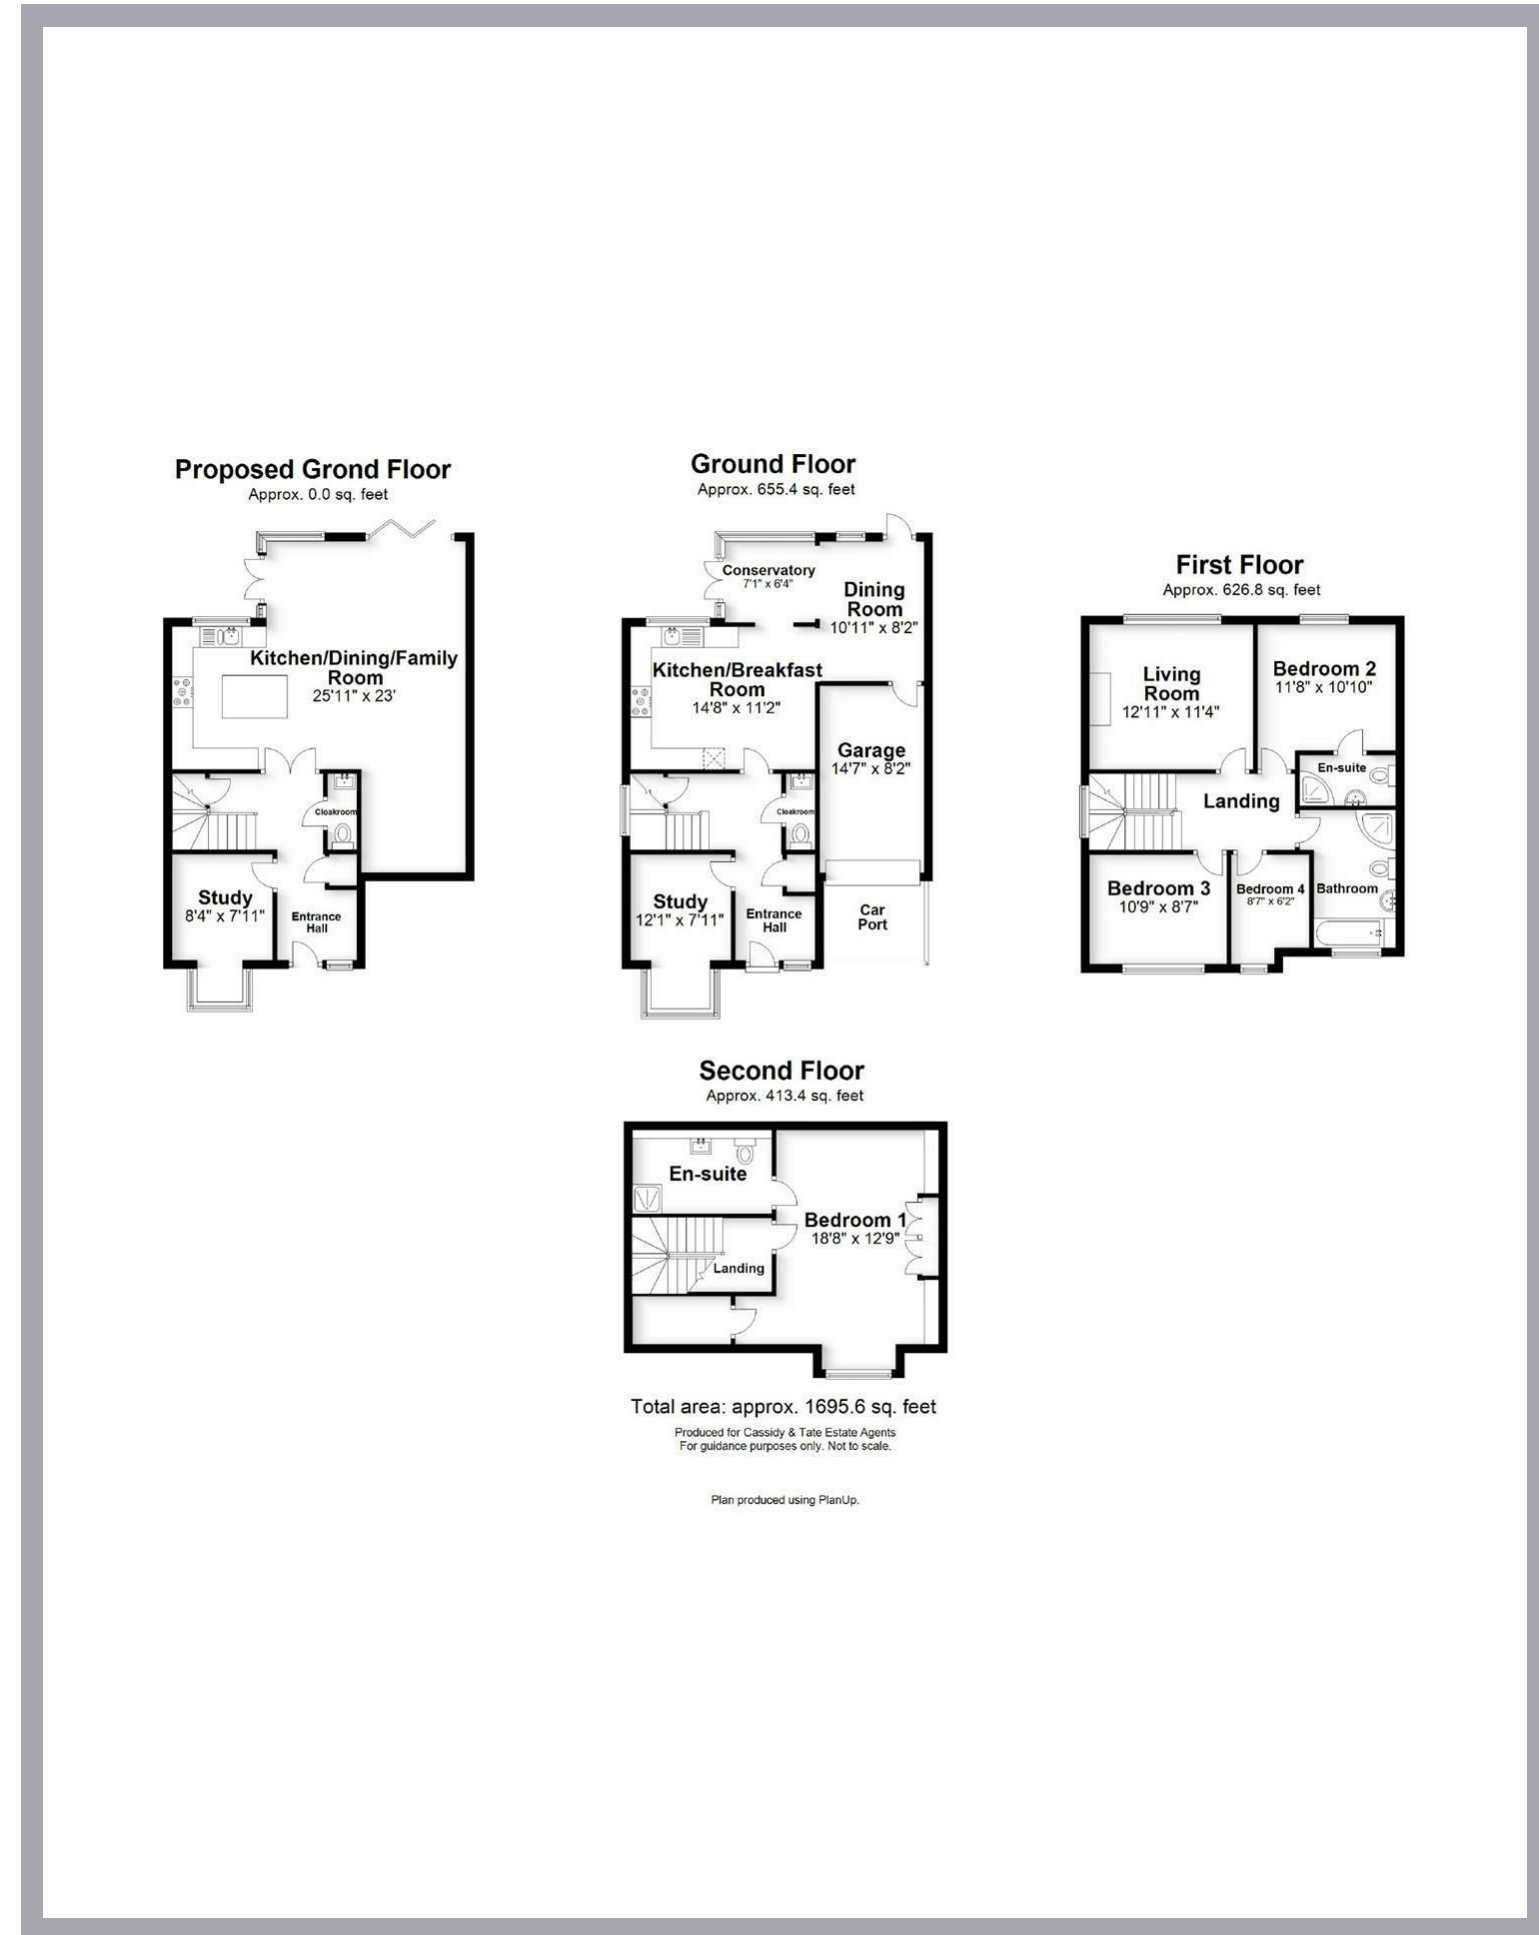 Proposed Grond Floor
Approx. 0.0 sq. feet
Kitchen/Dining/Family
Room
25'11" x 23'
Cloakroom
Study
8'4" x 7'11"
Entrance
Hall
Ground Floor
Approx. 655.4 sq. feet
Conservatory
7'1" x 6'4"
Dining
Room
10'11" x 8'2"
Kitchen/Breakfast
Room
14'8" x 11'2"
Garage
14'7" x 8'2"
Cloakroom
Study
12'1" x 7'11"
Entrance
Hall
Car
Port
First Floor
Approx. 626.8 sq. feet
Living
Room
12'11" x 11'4"
Bedroom 2
11'8" x 10'10"
En-suite
Landing
Bedroom 3
10'9" x 8'7"
Bedroom 4
8'7" x 6'2"
Bathroom
Second Floor
Approx. 413.4 sq. feet
En-suite
Bedroom 1
18'8" x 12'9"
Landing
Total area: approx. 1695.6 sq. feet
Produced for Cassidy & Tate Estate Agents
For guidance purposes only. Not to scale.
Plan produced using PlanUp.